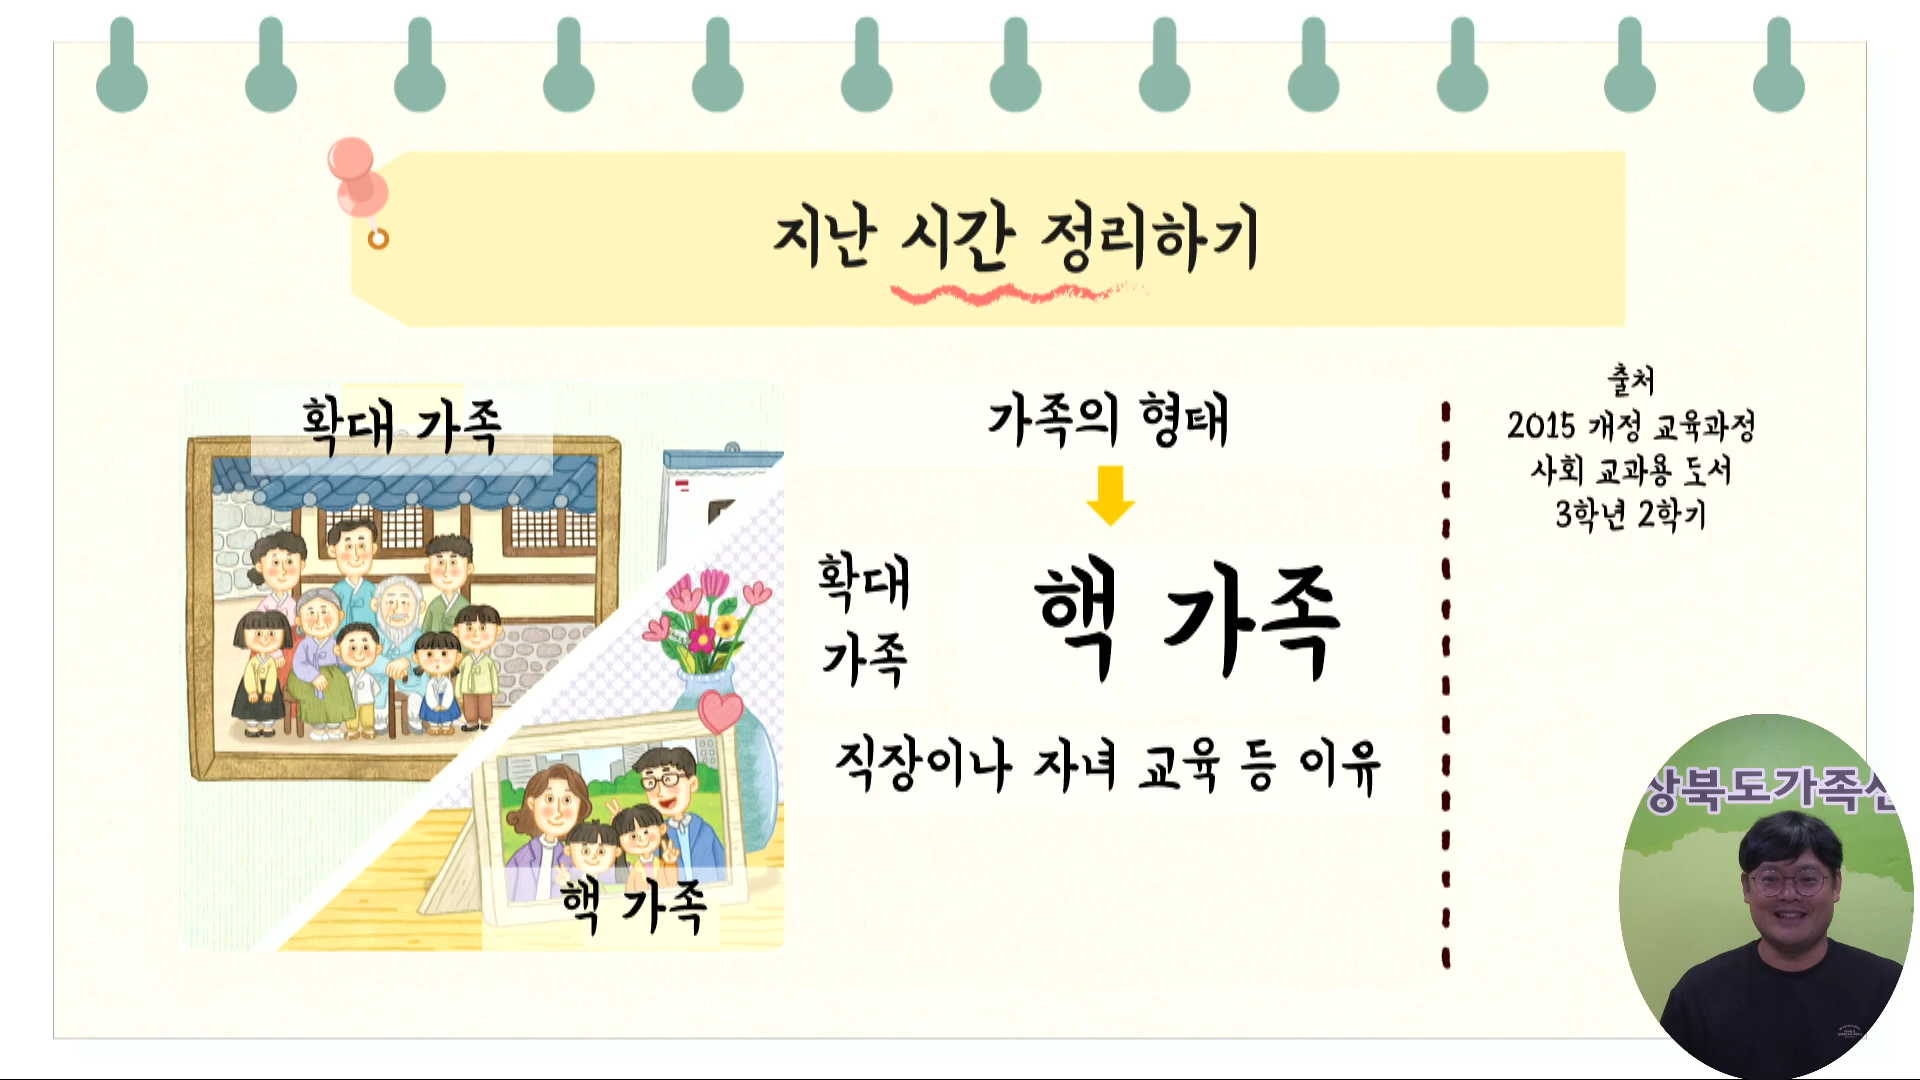 지난 시간 정리하기
확대 가족
핵 가족
가족의 형태
확대
가족
핵 가족
직장이나 자녀 교육 등 이유
출처
2015 개정 교육과정
사회 교과용 도서
3학년 2학기
상북도가족센